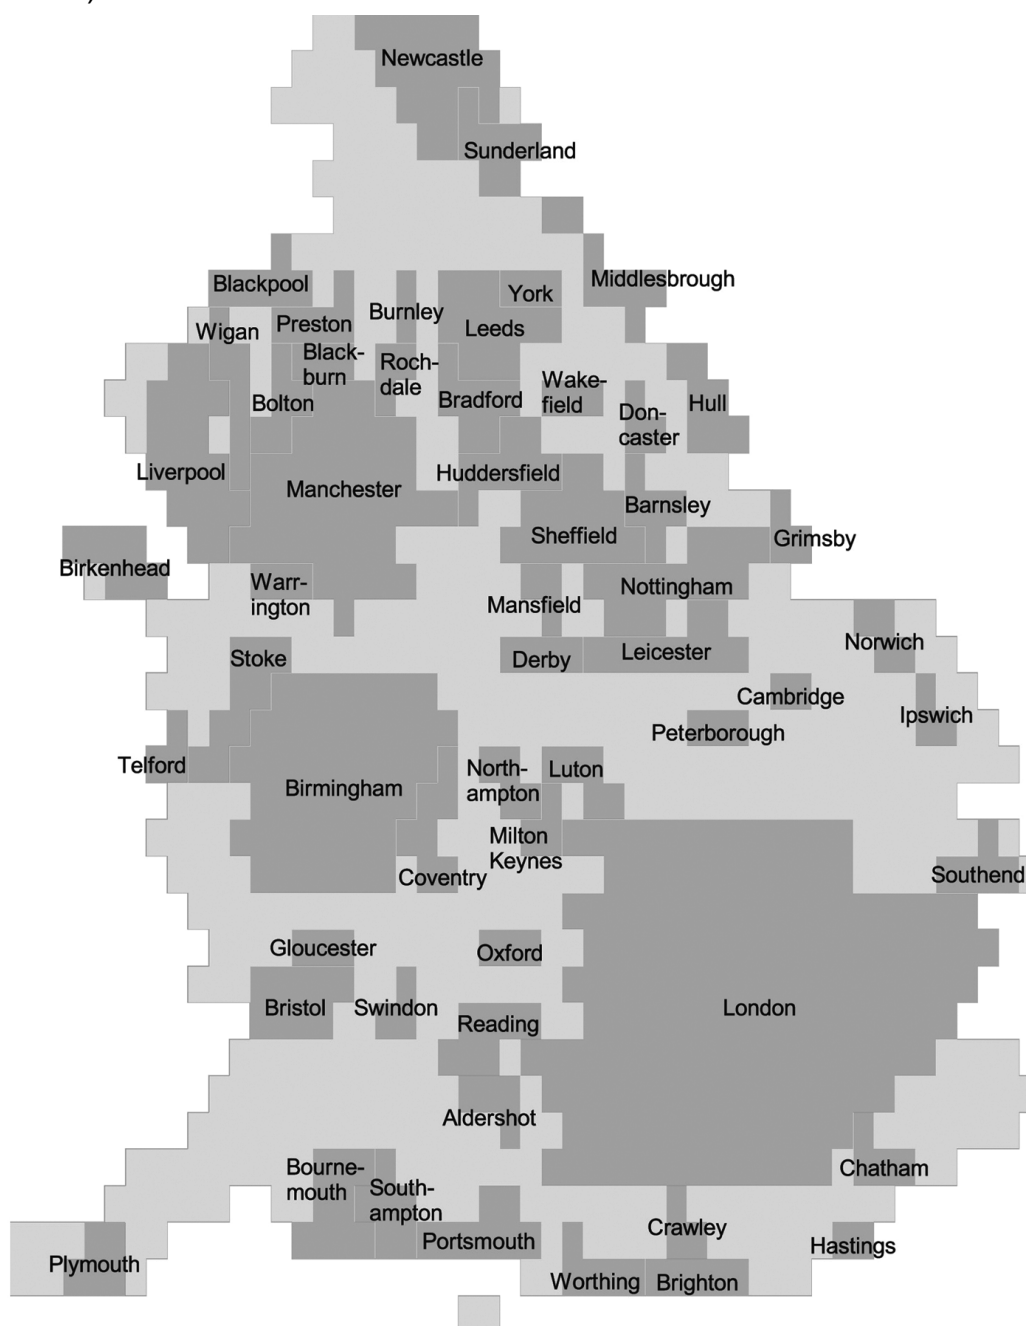 Newcastle
Sunderland
Middlesbrough
Blackpool
York
Burnley
Preston
Wigan
Leeds
Black-
burn
Roch-
dale
Wake-
field
Bradford
Bolton
Hull
Don-
caster
Liverpool
Huddersfield
Manchester
Barnsley
Sheffield
Grimsby
Birkenhead
Warr-
ington
Nottingham
Mansfield
Norwich
Stoke
Derby
Leicester
Cambridge
Ipswich
Peterborough
Telford
North-
ampton
Luton
Birmingham
Milton
Keynes
Coventry
Southend
Gloucester
Oxford
Bristol
Swindon
London
Reading
Aldershot
Bourne-
mouth
Chatham
South-
ampton
Crawley
Portsmouth
Hastings
Plymouth
Worthing
Brighton